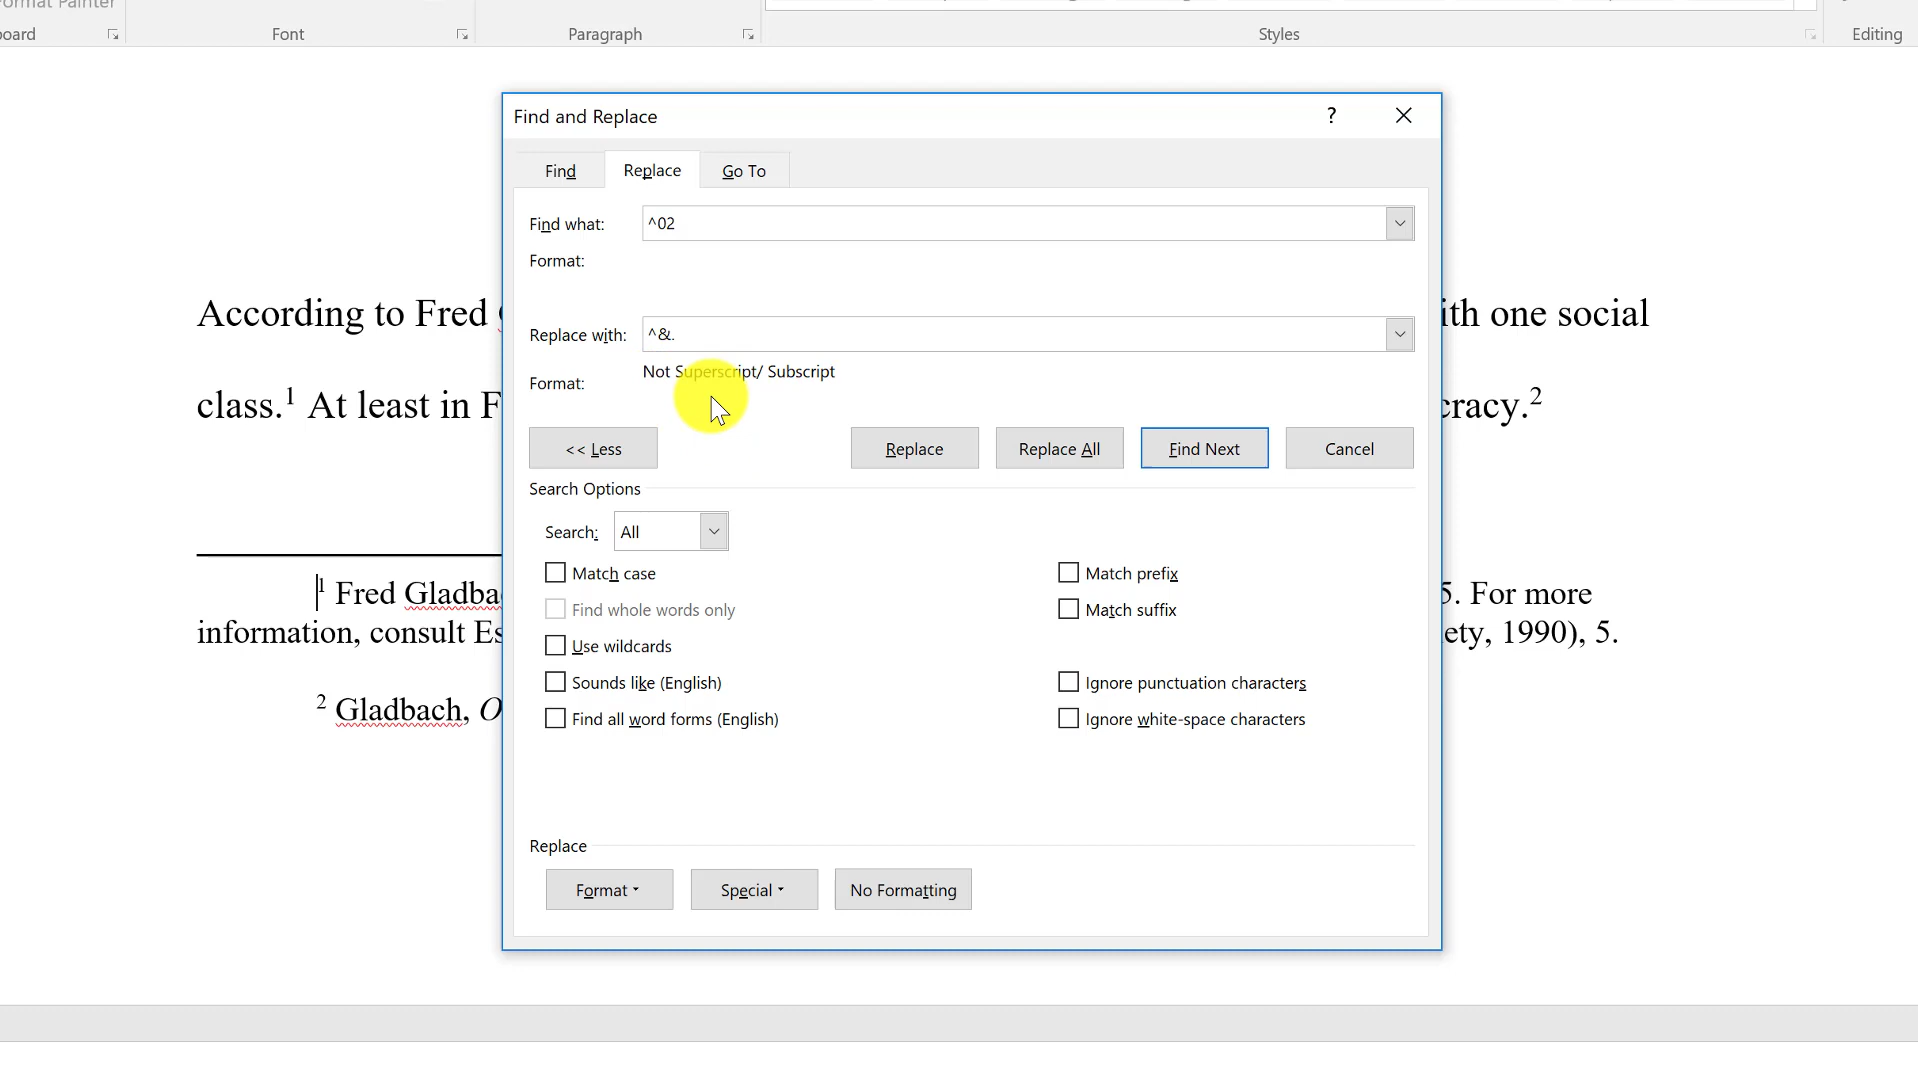 ormat Painter
oard Font Paragraph Styles Editing
Find and Replace ?
Find Replace Go To
Find what: ^02
Format:
According to Fred ith one social
Replace with: ^&.
Format: Not Superscript/ Subscript
class.1 At least in F cracy.2
<< Less Replace Replace All Find Next Cancel
Search Options
Search: All
Match case Match prefix
1 Fred Gladba 5. For more
Find whole words only Match suffix
information, consult Es ety, 1990), 5.
Use wildcards
Sounds like (English) Ignore punctuation characters
2 Gladbach, O
Find all word forms (English) Ignore white-space characters
Replace
Format Special No Formatting